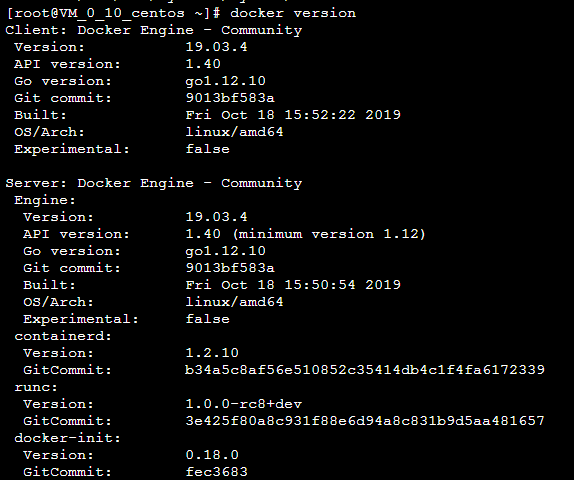 [root@VM_0_10_centos ~]# docker version
Client: Docker Engine - Community
 Version:           19.03.4
 API version:       1.40
 Go version:        go1.12.10
 Git commit:        9013bf583a
 Built:             Fri Oct 18 15:52:22 2019
 OS/Arch:           linux/amd64
 Experimental:      false

Server: Docker Engine - Community
 Engine:
  Version:          19.03.4
  API version:      1.40 (minimum version 1.12)
  Go version:       go1.12.10
  Git commit:       9013bf583a
  Built:            Fri Oct 18 15:50:54 2019
  OS/Arch:          linux/amd64
  Experimental:     false
 containerd:
  Version:          1.2.10
  GitCommit:        b34a5c8af56e510852c35414db4c1f4fa6172339
 runc:
  Version:          1.0.0-rc8+dev
  GitCommit:        3e425f80a8c931f88e6d94a8c831b9d5aa481657
 docker-init:
  Version:          0.18.0
  GitCommit:        fec3683